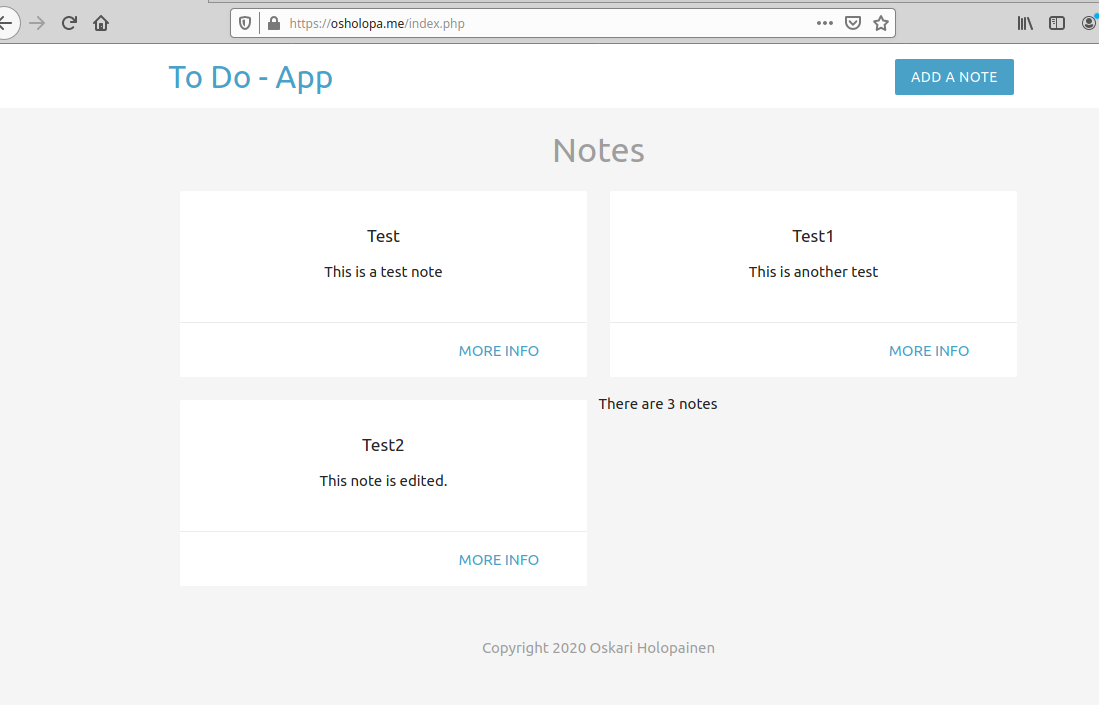 https://osholopa.me/index.php
To Do - App
ADD A NOTE
Notes
Test
This is a test note
MORE INFO
Test1
This is another test
MORE INFO
Test2
This note is edited.
MORE INFO
There are 3 notes
Copyright 2020 Oskari Holopainen